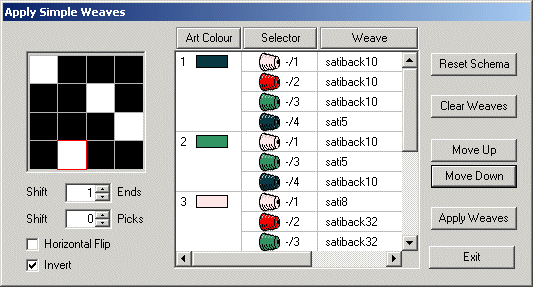 Apply Simple Weaves
Art Colour Selector Weave
1 -/1 satiback10
-/2 satiback10
-/3 satiback10
-/4 sati5
2 -/1 satiback10
-/3 sati5
-/4 satiback10
3 -/1 sati8
-/2 satiback32
-/3 satiback32
Shift 1 Ends
Shift 0 Picks
Horizontal Flip
Invert
Reset Schema
Clear Weaves
Move Up
Move Down
Apply Weaves
Exit